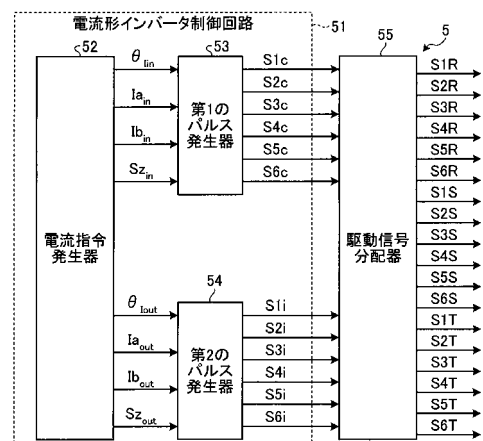 電流形インバータ制御回路
51
52
53
55
5
54
電流指令
発生器
θIin
Iain
Ibin
Szin
第1の
パルス
発生器
S1c
S2c
S3c
S4c
S5c
S6c
θIout
Iaout
Ibout
Szout
第2の
パルス
発生器
S1i
S2i
S3i
S4i
S5i
S6i
駆動信号
分配器
S1R
S2R
S3R
S4R
S5R
S6R
S1S
S2S
S3S
S4S
S5S
S6S
S1T
S2T
S3T
S4T
S5T
S6T